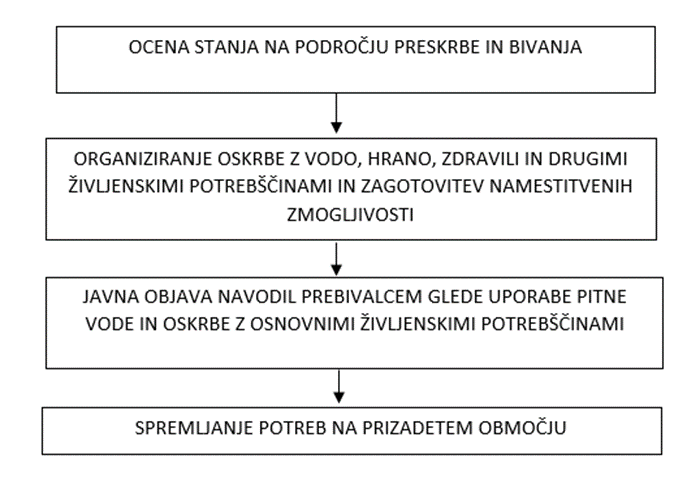 OCENA STANJA NA PODROČJU PRESKRBE IN BIVANJA
ORGANIZIRANJE OSKRBE Z VODO, HRANO, ZDRAVILI IN DRUGIMI
ŽIVLJENSKIMI POTREBŠČINAMI IN ZAGOTOVITEV NAMESTITVENIH
ZMOGLJIVOSTI
JAVNA OBJAVA NAVODIL PREBIVALCEM GLEDE UPORABE PITNE
VODE IN OSKRBE Z OSNOVNIMI ŽIVLJENSKIMI POTREBŠČINAMI
SPREMLJANJE POTREB NA PRIZADETEM OBMOČJU